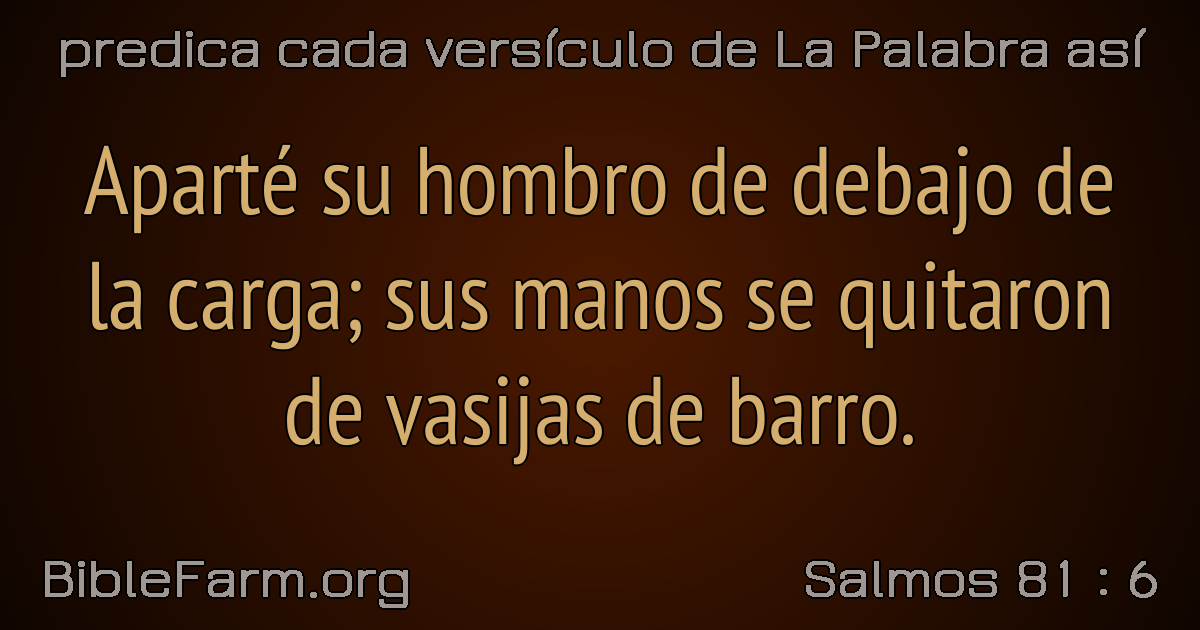 predica cada versículo de La Palabra así
Aparté su hombro de debajo de
la carga; sus manos se quitaron
de vasijas de barro.
BibleFarm.org
Salmos 81 : 6